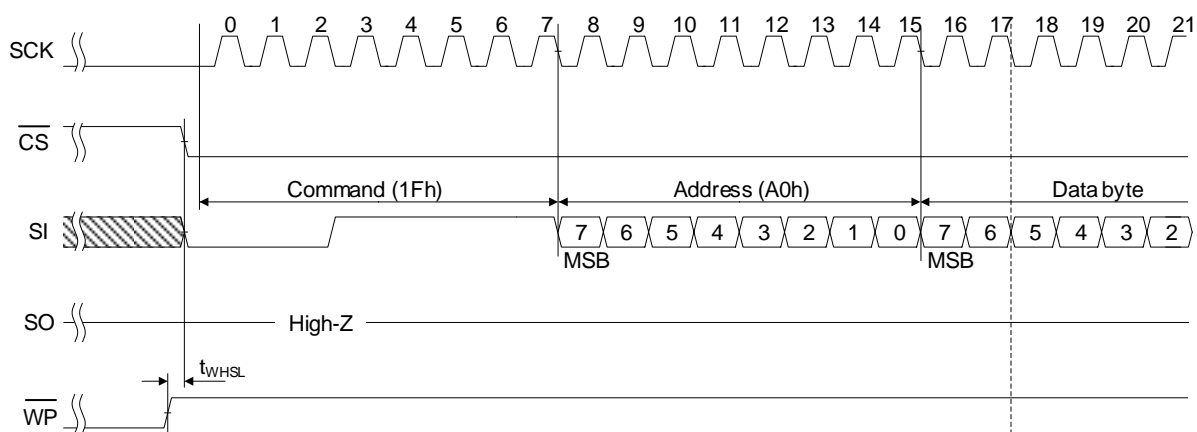 0 1 2 3 4 5 6 7 8 9 10 11 12 13 14 15 16 17 18 19 20 21
SCK
CS
Command (1Fh) Address (A0h) Data byte
SI 7 6 5 4 3 2 1 0 7 6 5 4 3 2
MSB MSB
SO High-Z
tWHSL
WP